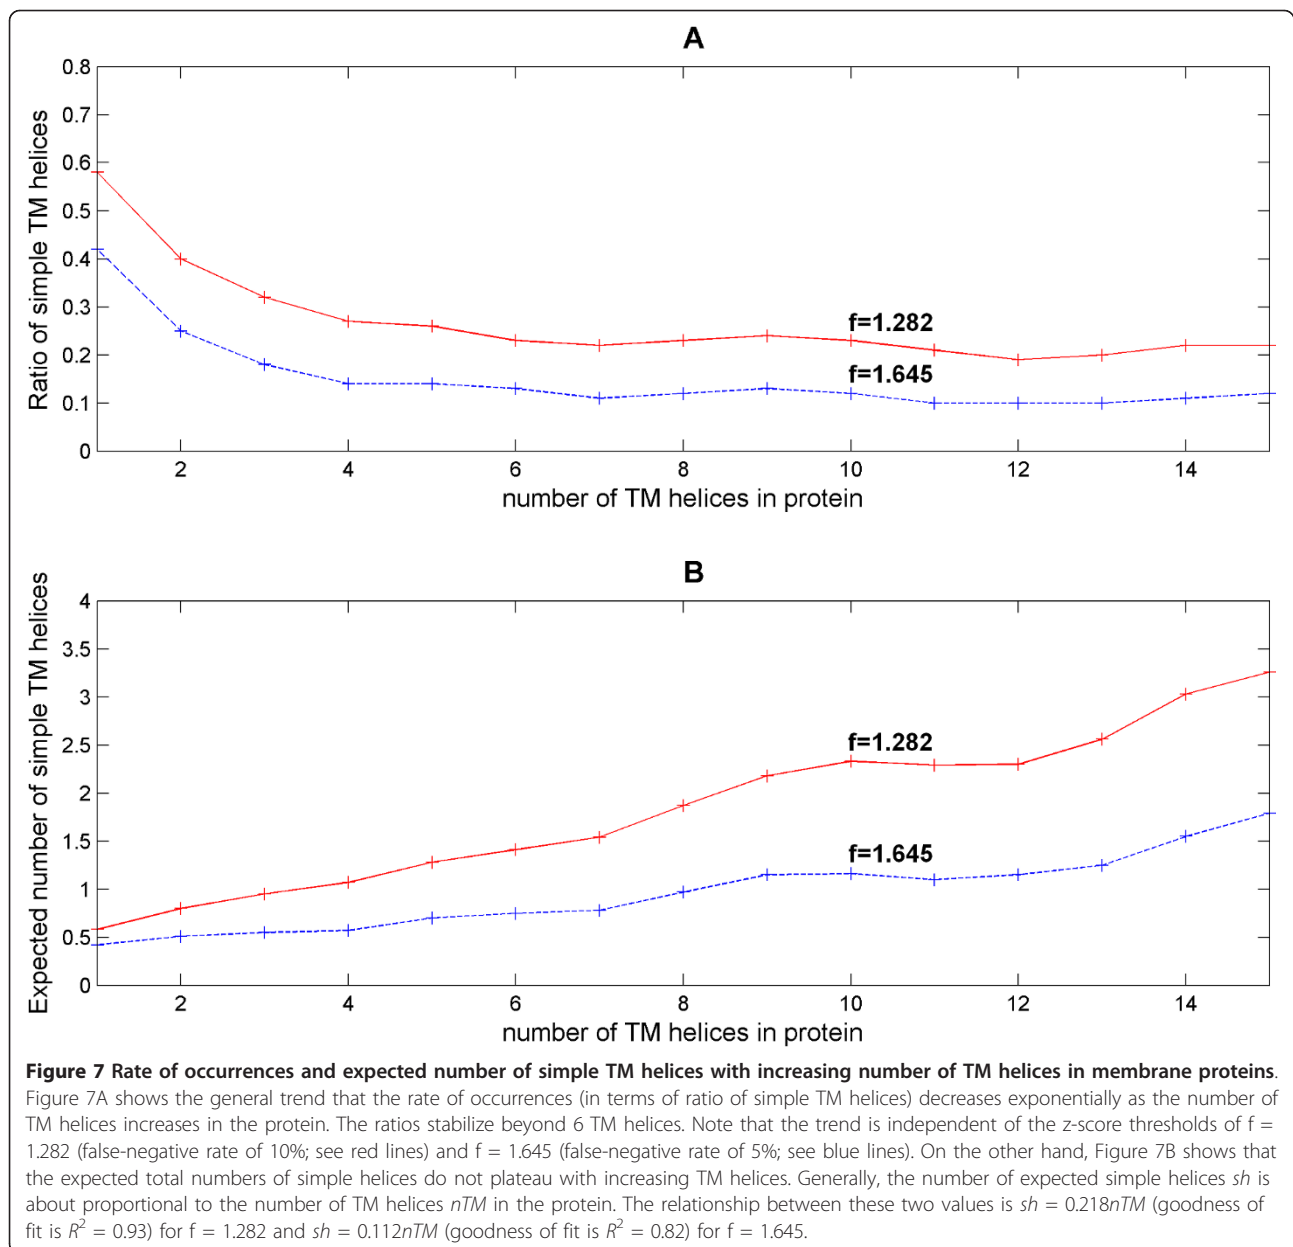 A
0.8
0.7
0.6
0.5
0.4
0.3
0.2
0.1
0
Ratio of simple TM helices
f=1.282
f=1.645
2 4 6 8 10 12 14
number of TM helices in protein
B
4
3.5
3
2.5
2
1.5
1
0.5
0
Expected number of simple TM helices
f=1.282
f=1.645
2 4 6 8 10 12 14
number of TM helices in protein
Figure 7 Rate of occurrences and expected number of simple TM helices with increasing number of TM helices in membrane proteins.
Figure 7A shows the general trend that the rate of occurrences (in terms of ratio of simple TM helices) decreases exponentially as the number of
TM helices increases in the protein. The ratios stabilize beyond 6 TM helices. Note that the trend is independent of the z-score thresholds of f =
1.282 (false-negative rate of 10%; see red lines) and f = 1.645 (false-negative rate of 5%; see blue lines). On the other hand, Figure 7B shows that
the expected total numbers of simple helices do not plateau with increasing TM helices. Generally, the number of expected simple helices sh is
about proportional to the number of TM helices nTM in the protein. The relationship between these two values is sh = 0.218nTM (goodness of
fit is R² = 0.93) for f = 1.282 and sh = 0.112nTM (goodness of fit is R² = 0.82) for f = 1.645.